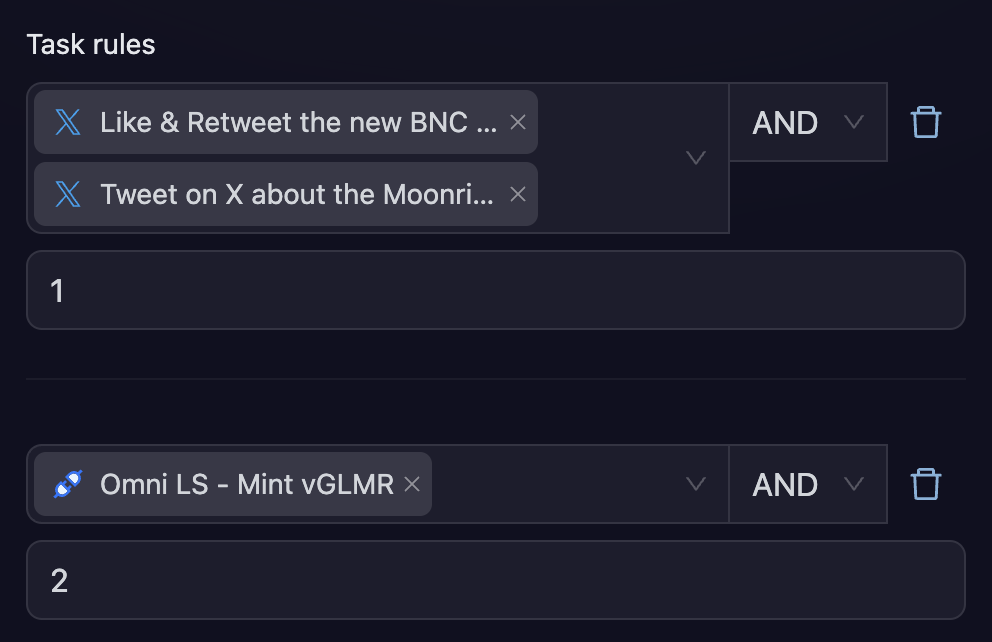 Task rules
Like & Retweet the new BNC ...
AND
Tweet on X about the Moonri...
1
Omni LS - Mint vGLMR
AND
2